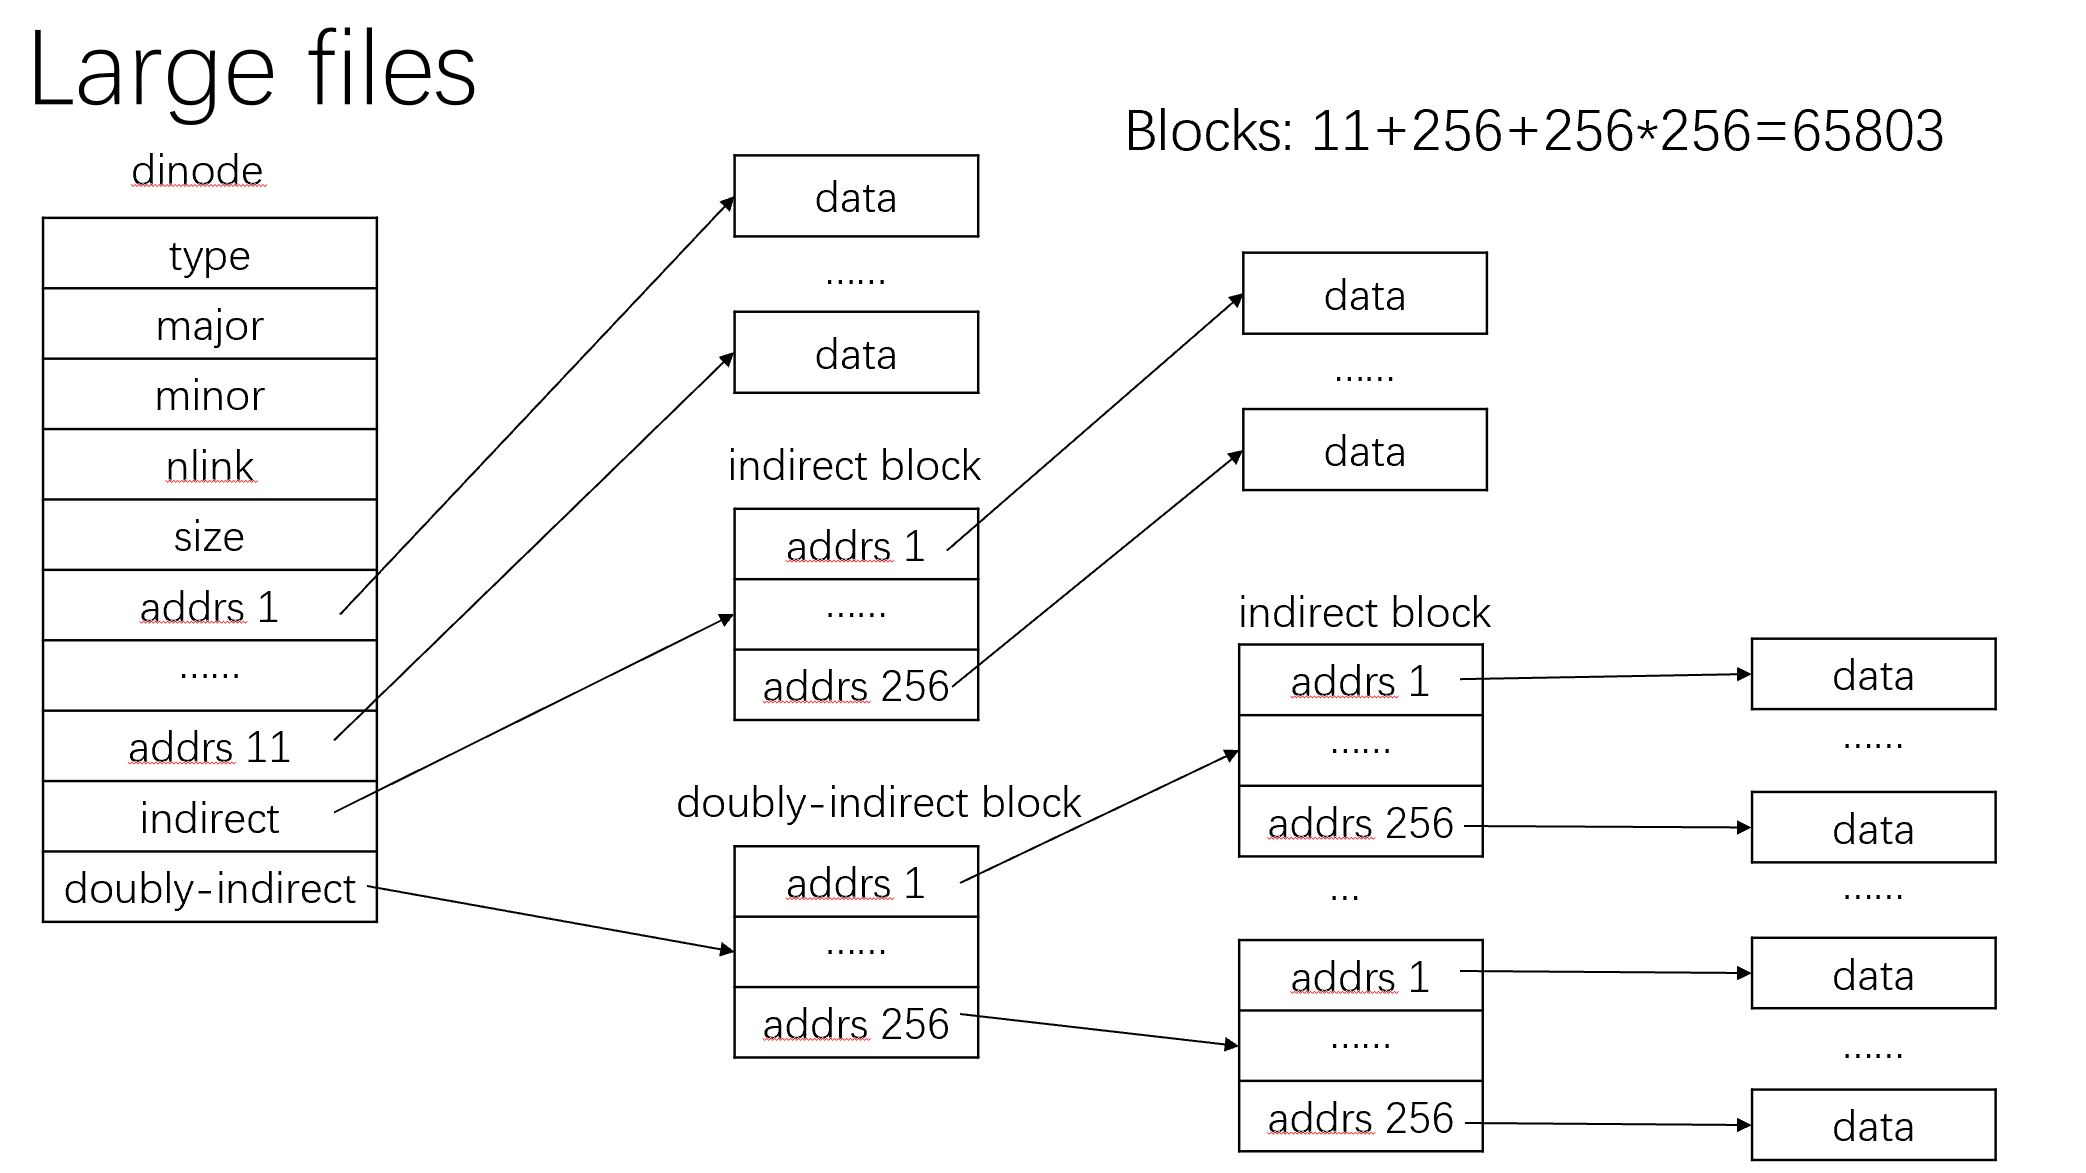 Large files
Blocks: 11+256+256*256=65803
dinode
type
major
minor
nlink
size
addrs 1
……
addrs 11
indirect
doubly-indirect
data
……
data
indirect block
addrs 1
……
addrs 256
doubly-indirect block
addrs 1
……
addrs 256
data
……
data
indirect block
addrs 1
……
addrs 256
…
addrs 1
……
addrs 256
data
……
data
……
data
……
data